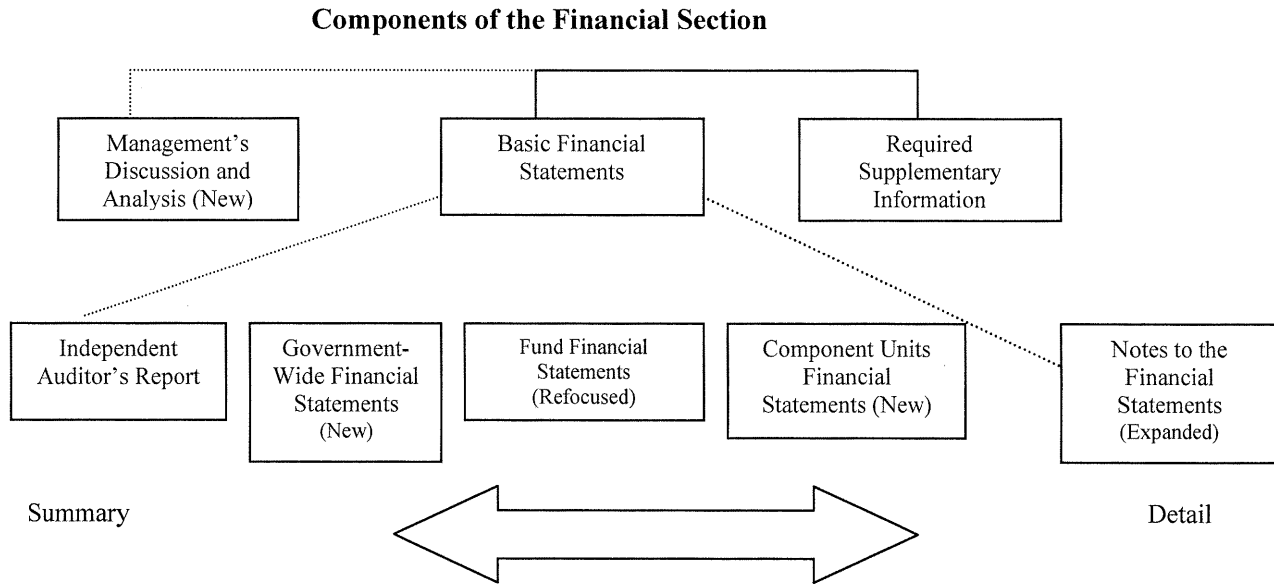 Components of the Financial Section
Management's
Discussion and
Analysis (New)
Basic Financial
Statements
Required
Supplementary
Information
Independent
Auditor's Report
Government-
Wide Financial
Statements
(New)
Fund Financial
Statements
(Refocused)
Component Units
Financial
Statements (New)
Notes to the
Financial
Statements
(Expanded)
Summary
Detail